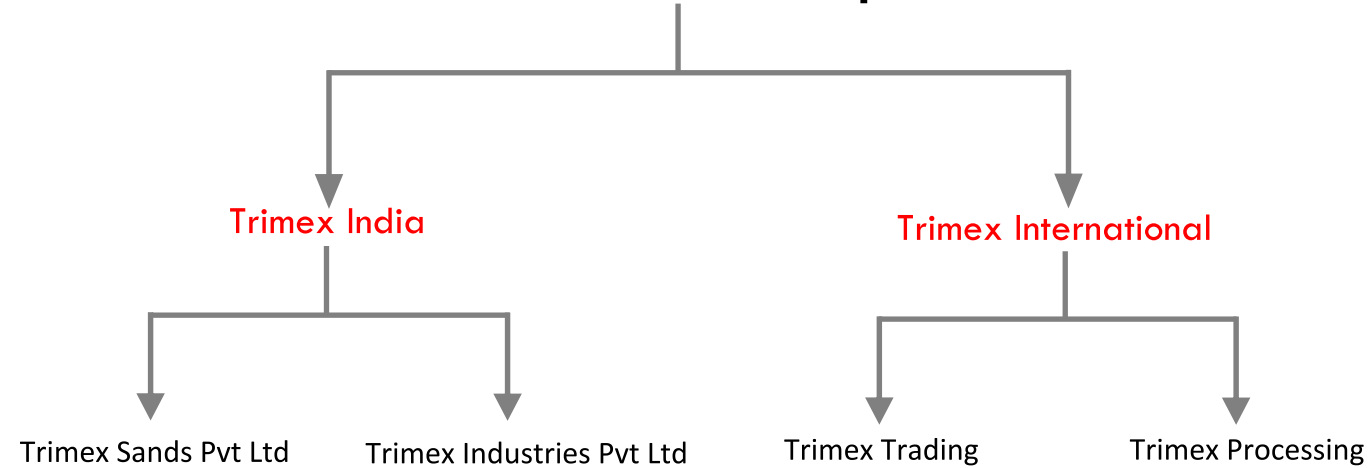 Trimex India
Trimex International
Trimex Sands Pvt Ltd
Trimex Industries Pvt Ltd
Trimex Trading
Trimex Processing